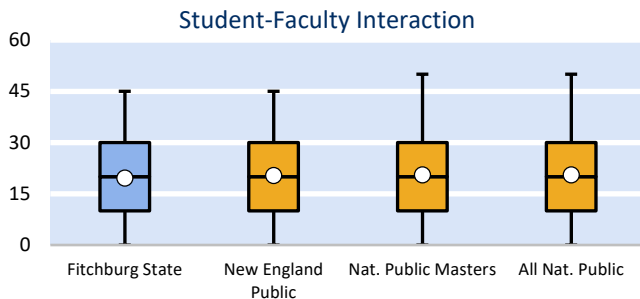 Student-Faculty Interaction
60
45
30
15
0
Fitchburg State
New England
Public
Nat. Public Masters
All Nat. Public